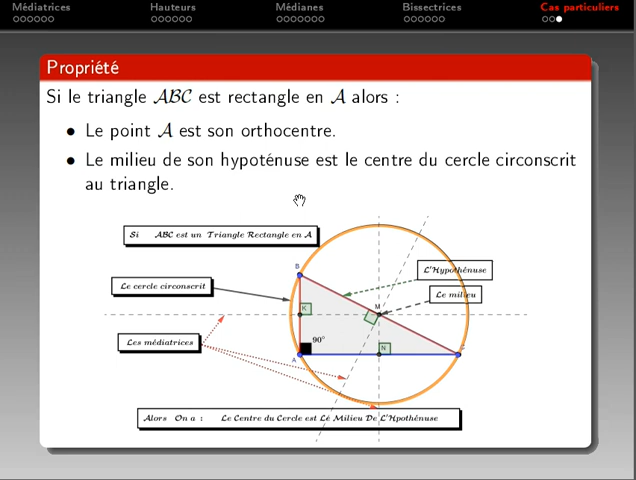 Médiatrices Hauteurs Médianes Bissectrices Cas particuliers
Propriété
Si le triangle ABC est rectangle en A alors :
• Le point A est son orthocentre.
• Le milieu de son hypoténuse est le centre du cercle circonscrit
au triangle.
Si ABC est un Triangle Rectangle en A
L'Hypothénuse
B
Le cercle circonscrit
Le milieu
K
M
Les médiatrices
90°
N
A
Alors On a : Le Centre du Cercle est Le Milieu De L'Hpothénuse